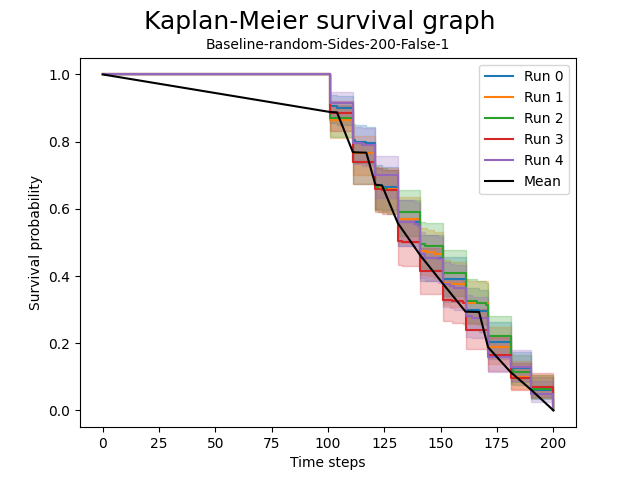 Kaplan-Meier survival graph
Baseline-random-Sides-200-False-1
Survival probability
1.0
0.8
0.6
0.4
0.2
0.0
Run 0
Run 1
Run 2
Run 3
Run 4
Mean
0 25 50 75 100 125 150 175 200
Time steps